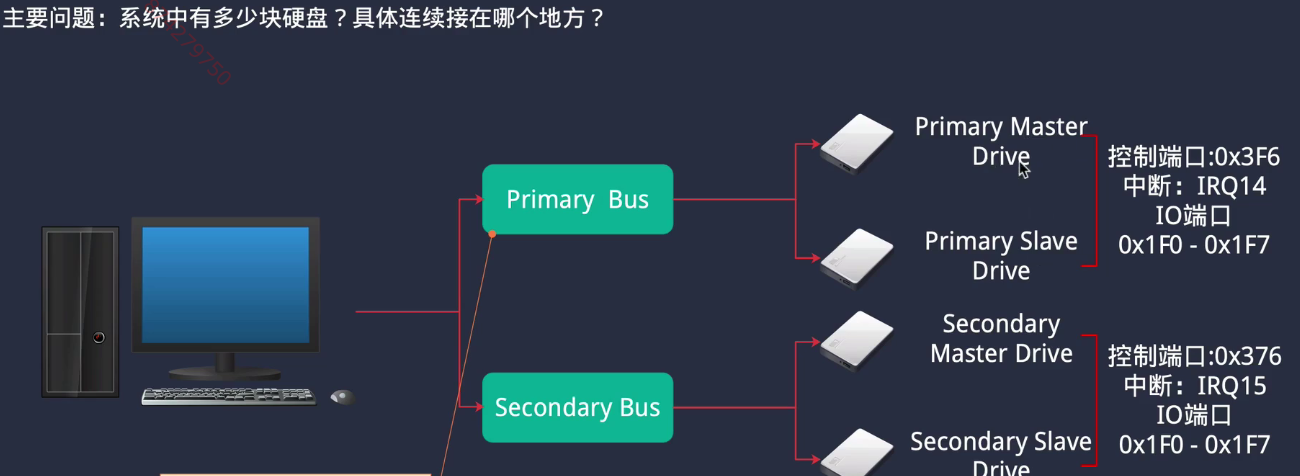 主要问题：系统中有多少块硬盘？具体连续接在哪个地方？
Primary Bus
Secondary Bus
Primary Master
Drive
Primary Slave
Drive
控制端口:0x3F6
中断：IRQ14
IO端口
0x1F0 - 0x1F7
Secondary
Master Drive
Secondary Slave
Drive
控制端口:0x376
中断：IRQ15
IO端口
0x1F0 - 0x1F7